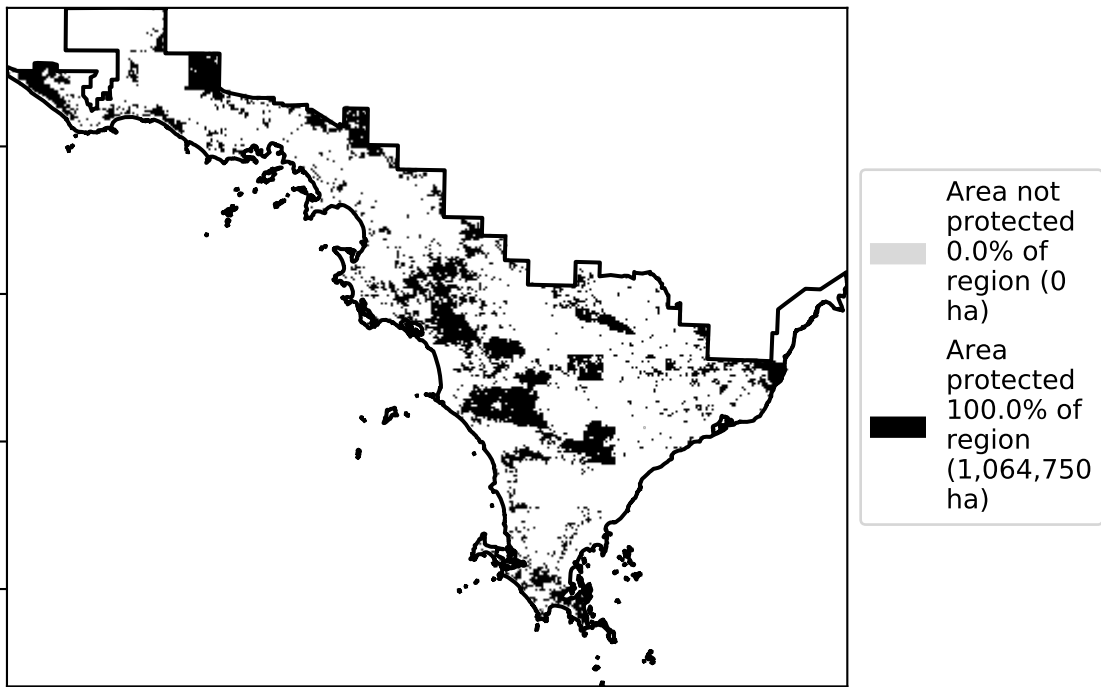 Area not
protected
0.0% of
region (0
ha)
Area
protected
100.0% of
region
(1,064,750
ha)